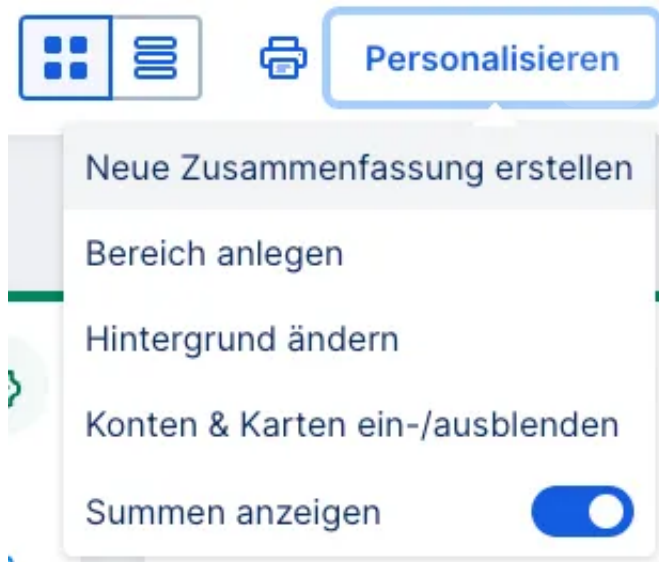 Personalisieren
Neue Zusammenfassung erstellen
Bereich anlegen
Hintergrund ändern
Konten & Karten ein-/ausblenden
Summen anzeigen